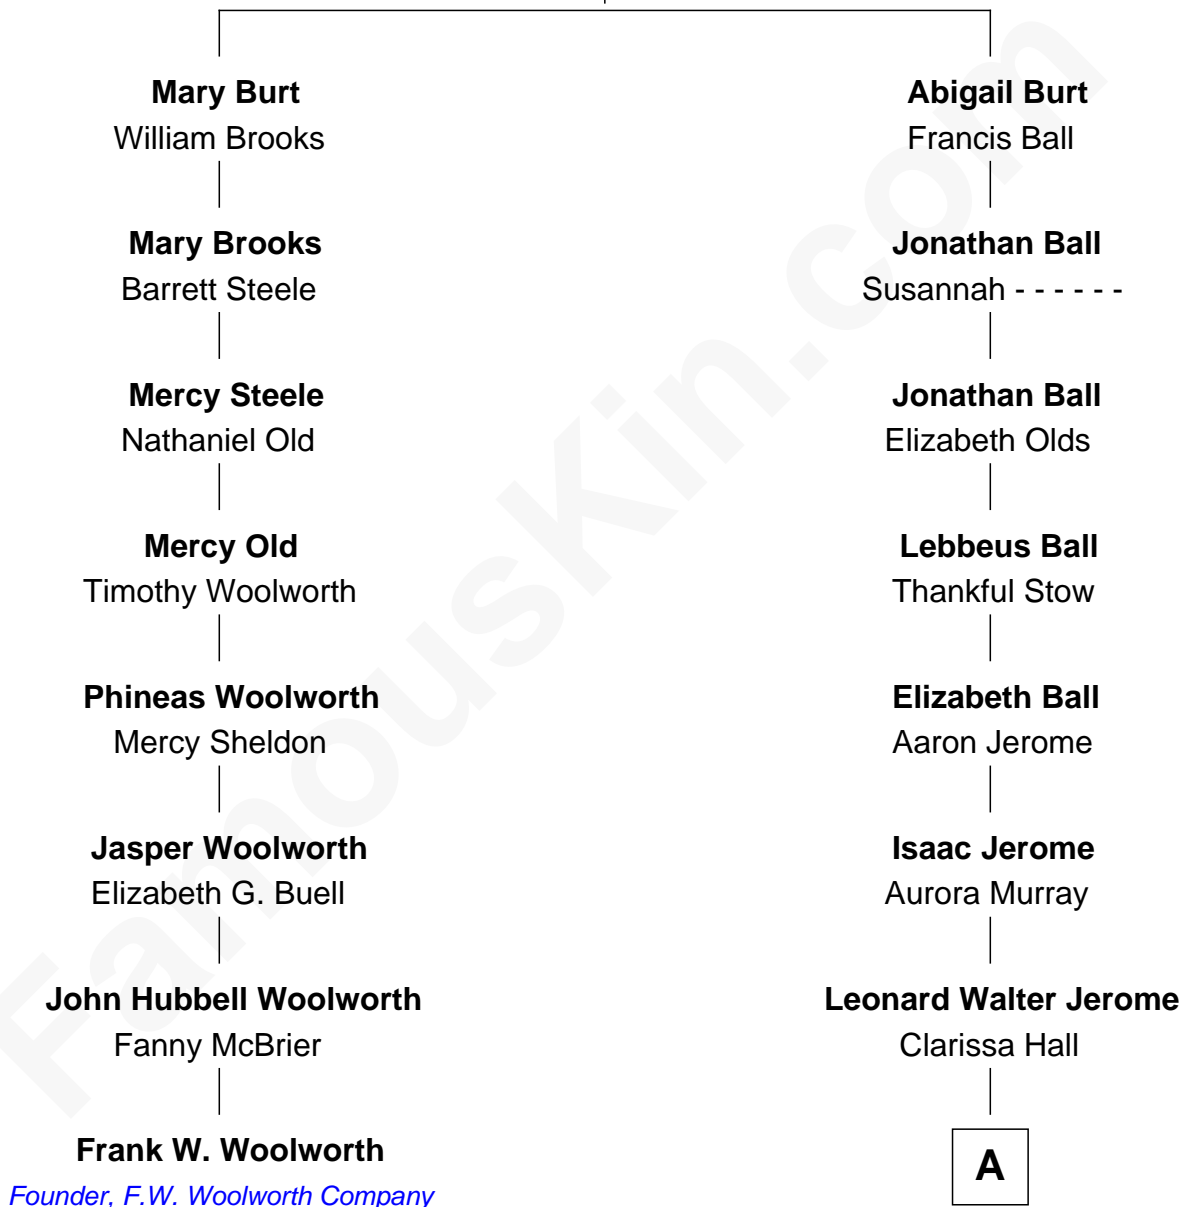 Mary Burt
William Brooks
Abigail Burt
Francis Ball
Mary Brooks
Barrett Steele
Jonathan Ball
Susannah - - - - - -
Mercy Steele
Nathaniel Old
Jonathan Ball
Elizabeth Olds
Mercy Old
Timothy Woolworth
Lebbeus Ball
Thankful Stow
Phineas Woolworth
Mercy Sheldon
Elizabeth Ball
Aaron Jerome
Jasper Woolworth
Elizabeth G. Buell
Isaac Jerome
Aurora Murray
John Hubbell Woolworth
Fanny McBrier
Leonard Walter Jerome
Clarissa Hall
Frank W. Woolworth
Founder, F.W. Woolworth Company
A
FamousKin.com